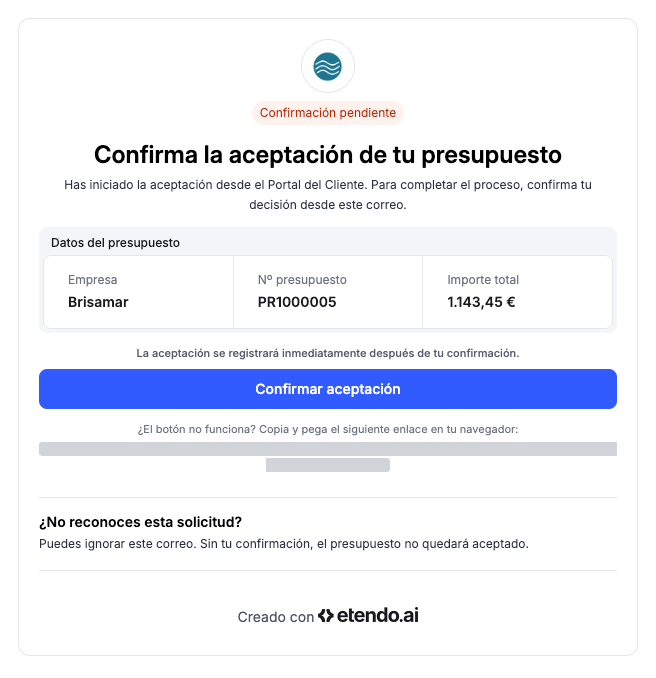 Confirmación pendiente
Confirma la aceptación de tu presupuesto
Has iniciado la aceptación desde el Portal del Cliente. Para completar el proceso, confirma tu
decisión desde este correo.
Datos del presupuesto
Empresa
Brisamar
Nº presupuesto
PR1000005
Importe total
1.143,45 €
La aceptación se registrará inmediatamente después de tu confirmación.
Confirmar aceptación
¿El botón no funciona? Copia y pega el siguiente enlace en tu navegador:
¿No reconoces esta solicitud?
Puedes ignorar este correo. Sin tu confirmación, el presupuesto no quedará aceptado.
Creado con etendo.ai